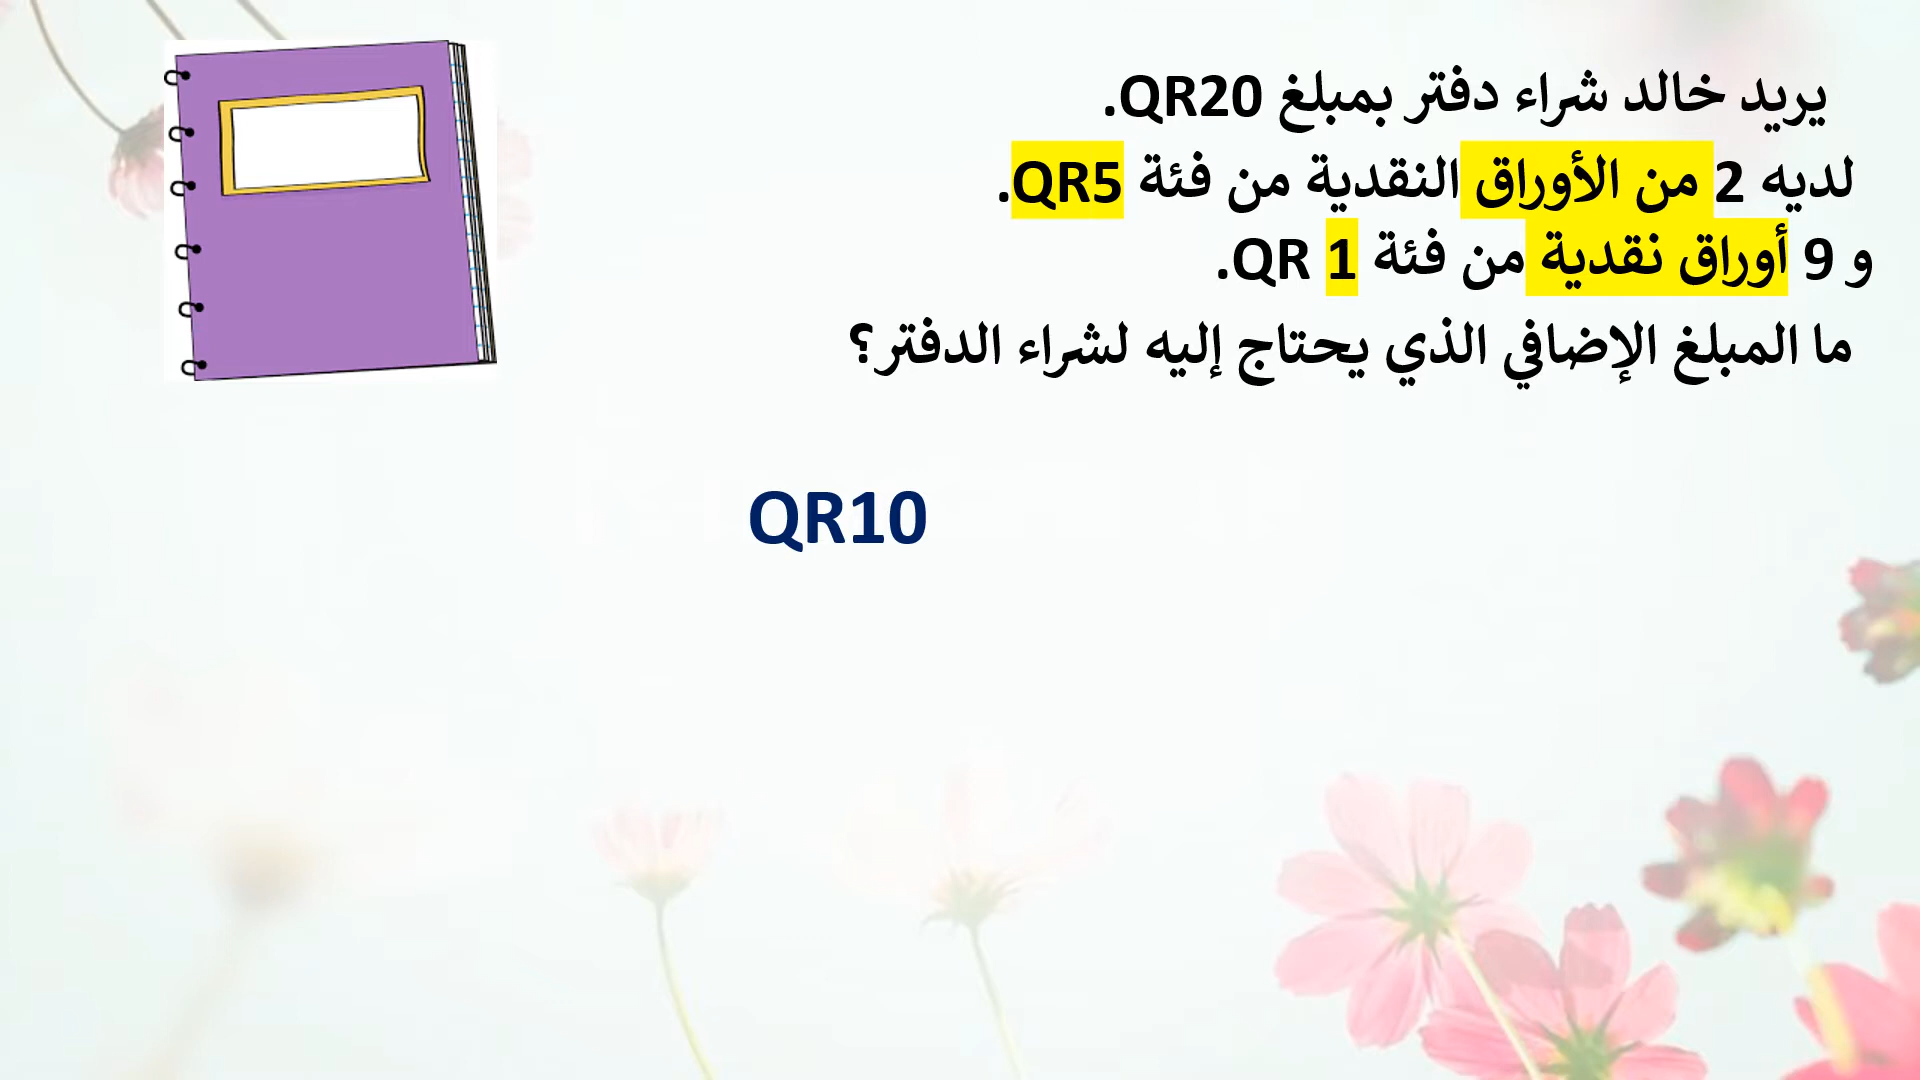 يريد خالد شراء دفتر بمبلغ QR20.
لديه 2 من الأوراق النقدية من فئة QR5.
و 9 أوراق نقدية من فئة 1 QR.
ما المبلغ الإضافي الذي يحتاج إليه لشراء الدفتر؟
QR10